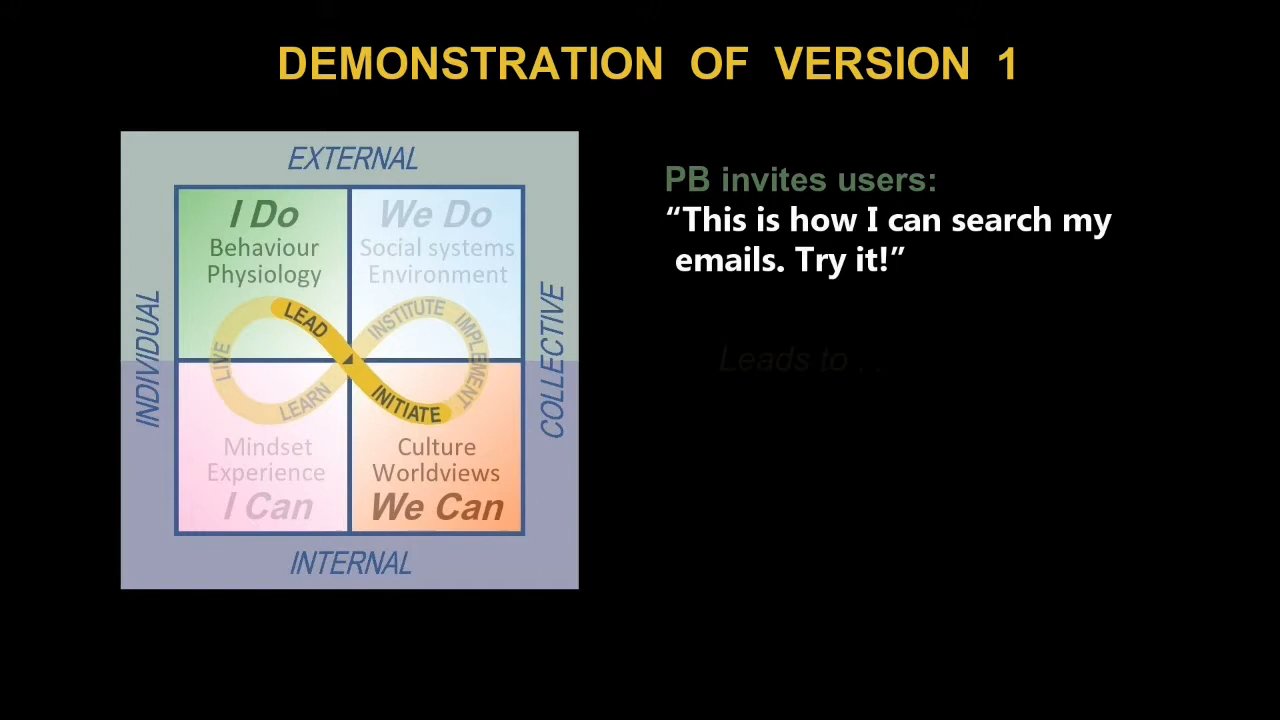 DEMONSTRATION OF VERSION 1
EXTERNAL
I Do
Behaviour
Physiology
We Do
Social systems
Environment
INDIVIDUAL
COLLECTIVE
LEAD
INSTITUTE
IMPLEMENT
LIVE
LEARN
INITIATE
Mindset
Experience
I Can
Culture
Worldviews
We Can
INTERNAL
PB invites users:
“This is how I can search my
emails. Try it!”
Leads to . .